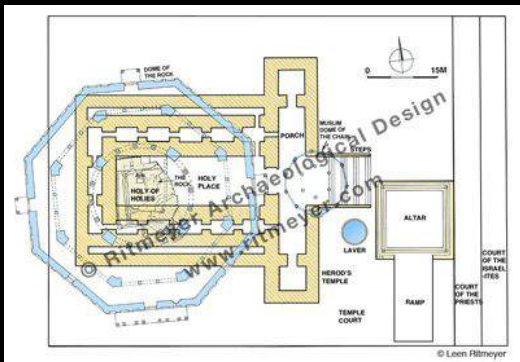 DOME OF
THE ROCK
0 15M
PORCH
MUSLIM
DOME OF
THE CHAIN
STEPS
THE
ROCK
HOLY
PLACE
HOLY-OF-
HOLIES
ALTAR
LAVER
HEROD'S
TEMPLE
TEMPLE
COURT
RAMP
COURT
OF THE
PRIESTS
COURT
OF THE
ISRAEL
-ITES
© Ritmeyer Archaeological Design
www.ritmeyer.com
© Leen Ritmeyer